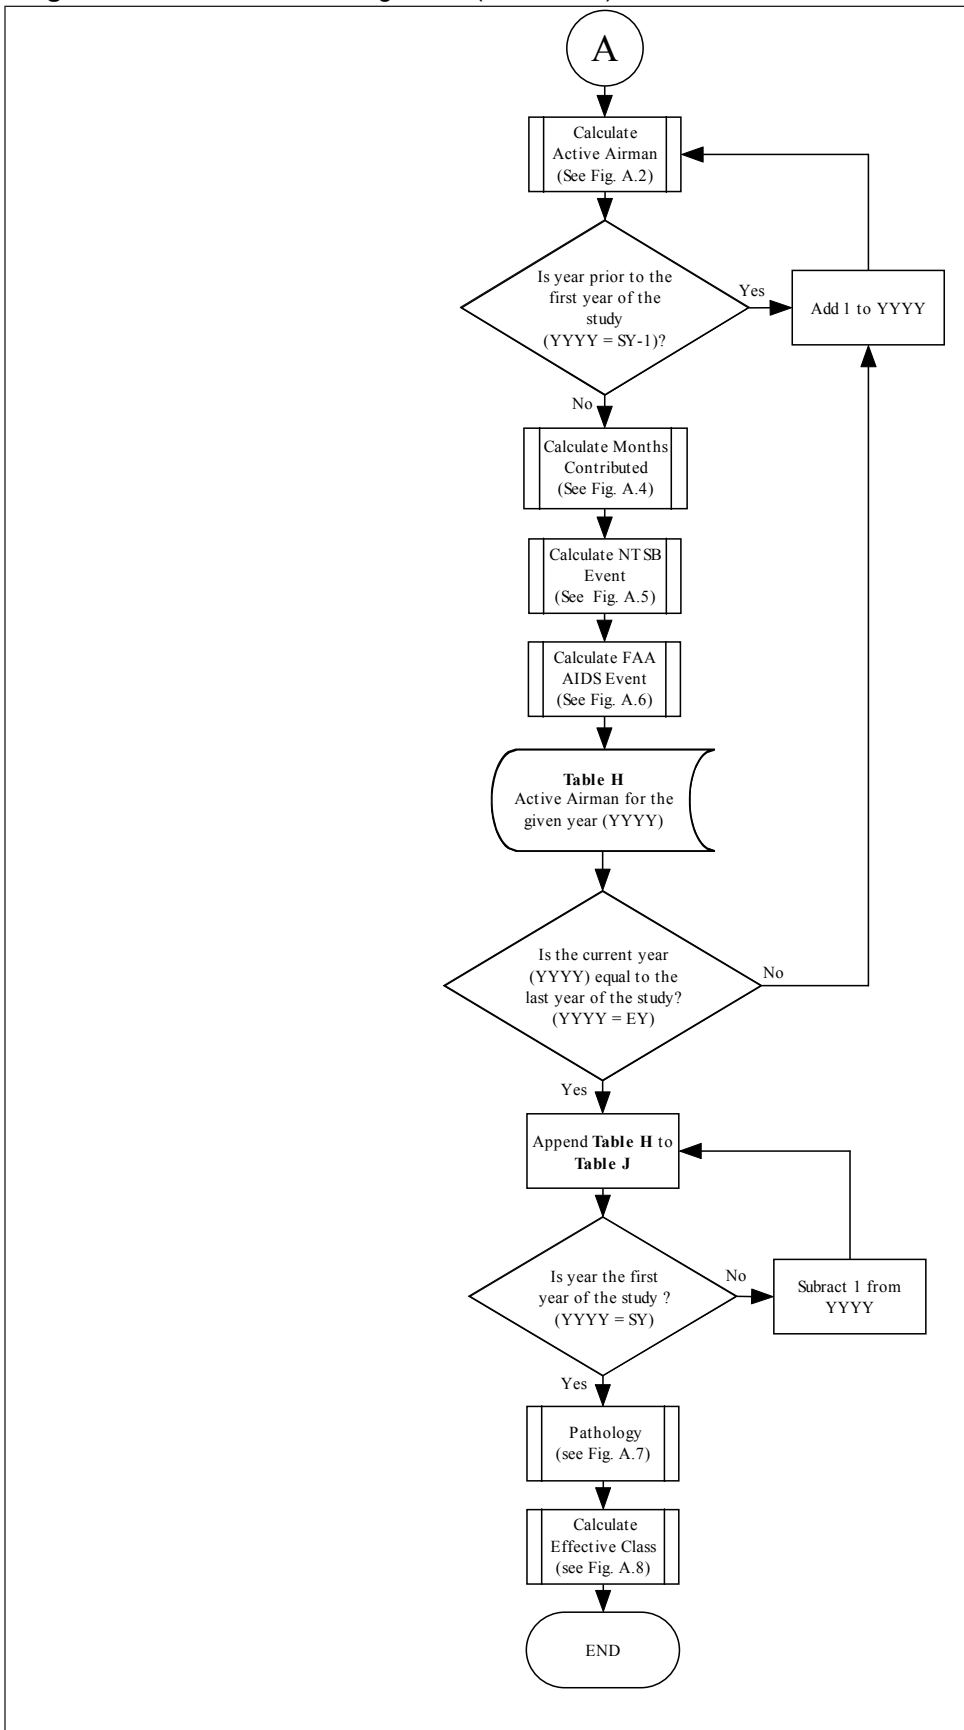 A
Calculate
Active Airman
(See Fig. A.2)
Is year prior to the
first year of the
study
(YYYY = SY-1)?
Yes
Add 1 to YYYY
No
Calculate Months
Contributed
(See Fig. A.4)
Calculate NTSB
Event
(See Fig. A.5)
Calculate FAA
AIDS Event
(See Fig. A.6)
Table H
Active Airman for the
given year (YYYY)
Is the current year
(YYYY) equal to the
last year of the study?
(YYYY = EY)
No
Yes
Append Table H to
Table J
Is year the first
year of the study ?
(YYYY = SY)
No
Subract 1 from
YYYY
Yes
Pathology
(see Fig. A.7)
Calculate
Effective Class
(see Fig. A.8)
END